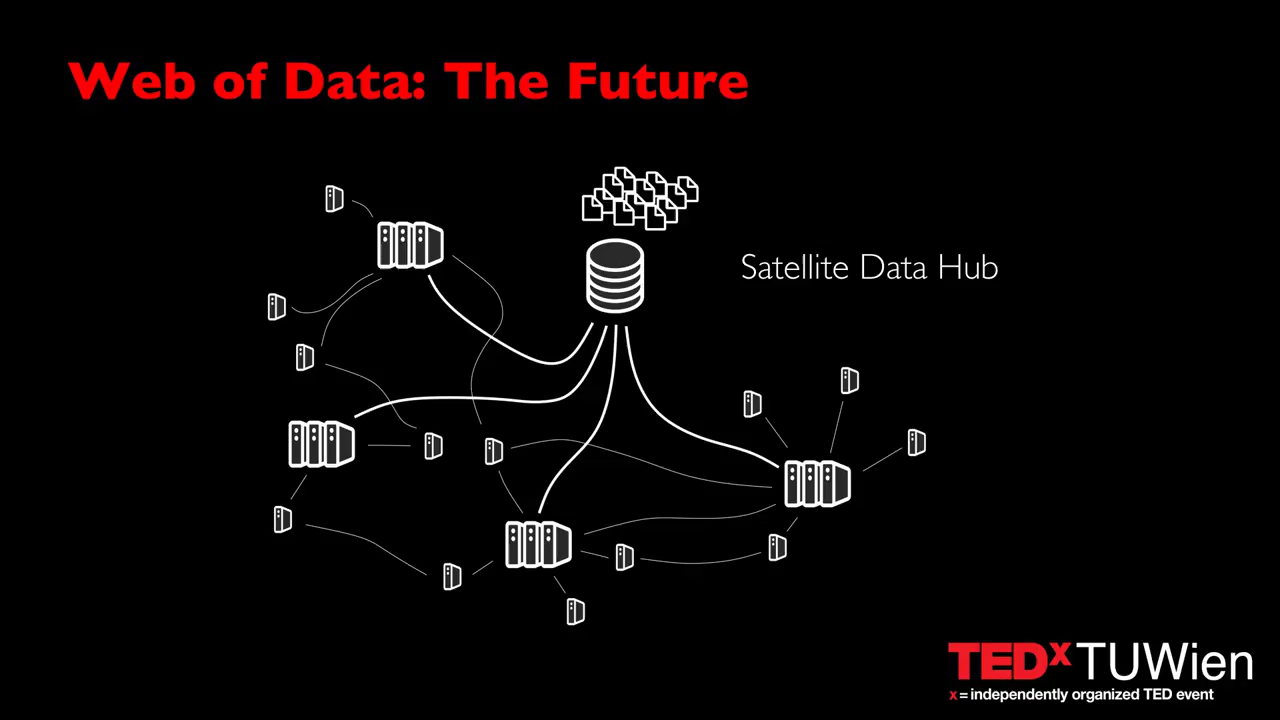 Web of Data: The Future
Satellite Data Hub
TEDxTUWien
x = independently organized TED event